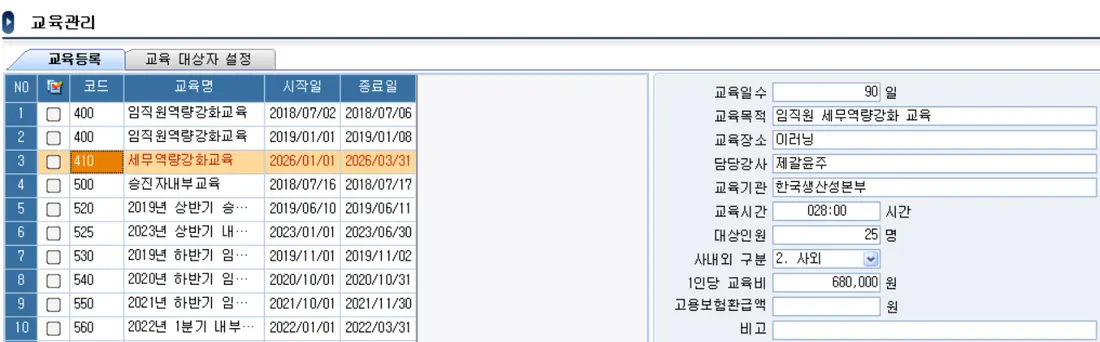 교육관리
교육등록 교육 대상자 설정
NO 코드 교육명 시작일 종료일
1 400 임직원역량강화교육 2018/07/02 2018/07/06
2 400 임직원역량강화교육 2019/01/01 2019/01/08
3 410 세무역량강화교육 2026/01/01 2026/03/31
4 500 승진자내부교육 2018/07/16 2018/07/17
5 520 2019년 상반기 승… 2019/06/10 2019/06/11
6 525 2023년 상반기 내… 2023/01/01 2023/06/30
7 530 2019년 하반기 임… 2019/11/01 2019/11/02
8 540 2020년 하반기 임… 2020/10/01 2020/10/31
9 550 2021년 하반기 임… 2021/10/01 2021/11/30
10 560 2022년 1분기 내부… 2022/01/01 2022/03/31
교육일수 90 일
교육목적 임직원 세무역량강화 교육
교육장소 이러닝
담당강사 제갈윤주
교육기관 한국생산성본부
교육시간 028:00 시간
대상인원 25 명
사내외 구분 2. 사외
1인당 교육비 680,000 원
고용보험환급액 원
비고